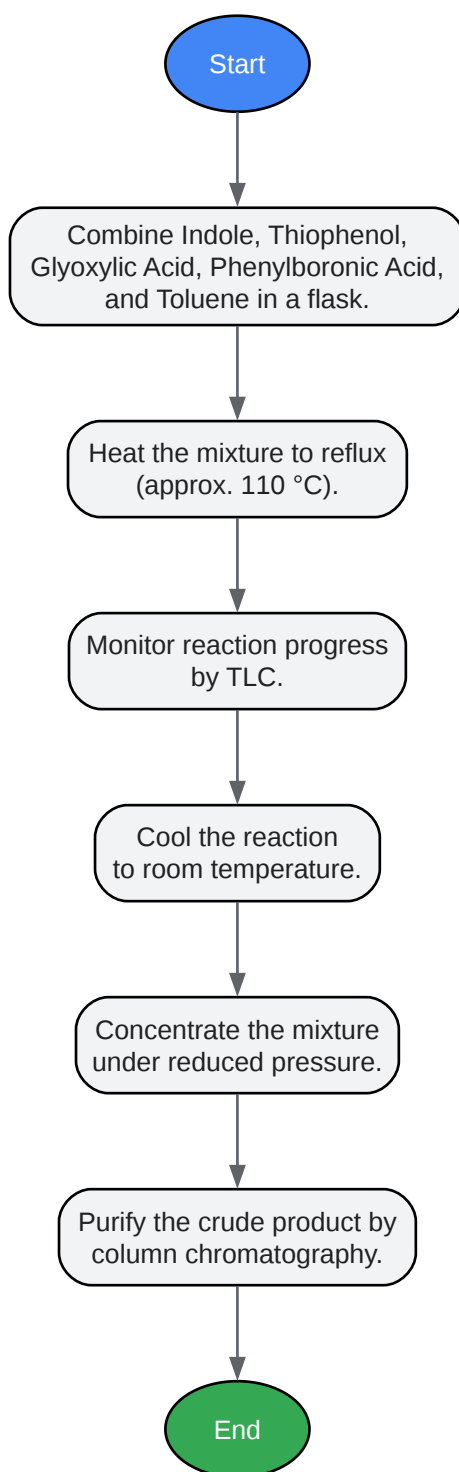 Start
Combine Indole, Thiophenol,
Glyoxylic Acid, Phenylboronic Acid,
and Toluene in a flask.
Heat the mixture to reflux
(approx. 110 °C).
Monitor reaction progress
by TLC.
Cool the reaction
to room temperature.
Concentrate the mixture
under reduced pressure.
Purify the crude product by
column chromatography.
End